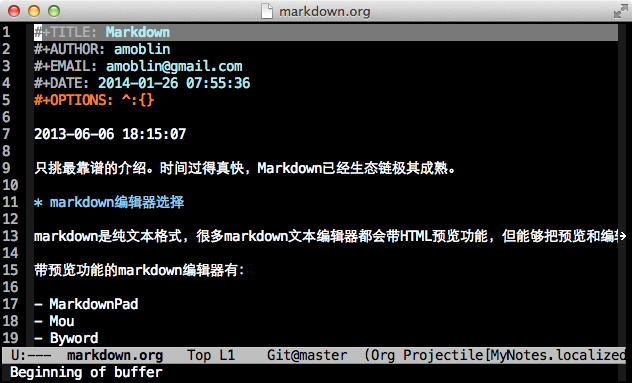 markdown.org
1 #+TITLE: Markdown
2 #+AUTHOR: amoblin
3 #+EMAIL: amoblin@gmail.com
4 #+DATE: 2014-01-26 07:55:36
5 #+OPTIONS: ^:{}
6
7 2013-06-06 18:15:07
8
9 只挑最靠谱的介绍。时间过得真快，Markdown已经生态链极其成熟。
10
11 * markdown编辑器选择
12
13 markdown是纯文本格式，很多markdown文本编辑器都会带HTML预览功能，但能够把预览和编
14
15 带预览功能的markdown编辑器有：
16
17 - MarkdownPad
18 - Mou
19 - Byword
U:--- markdown.org Top L1 Git@master (Org Projectile[MyNotes.localized
Beginning of buffer